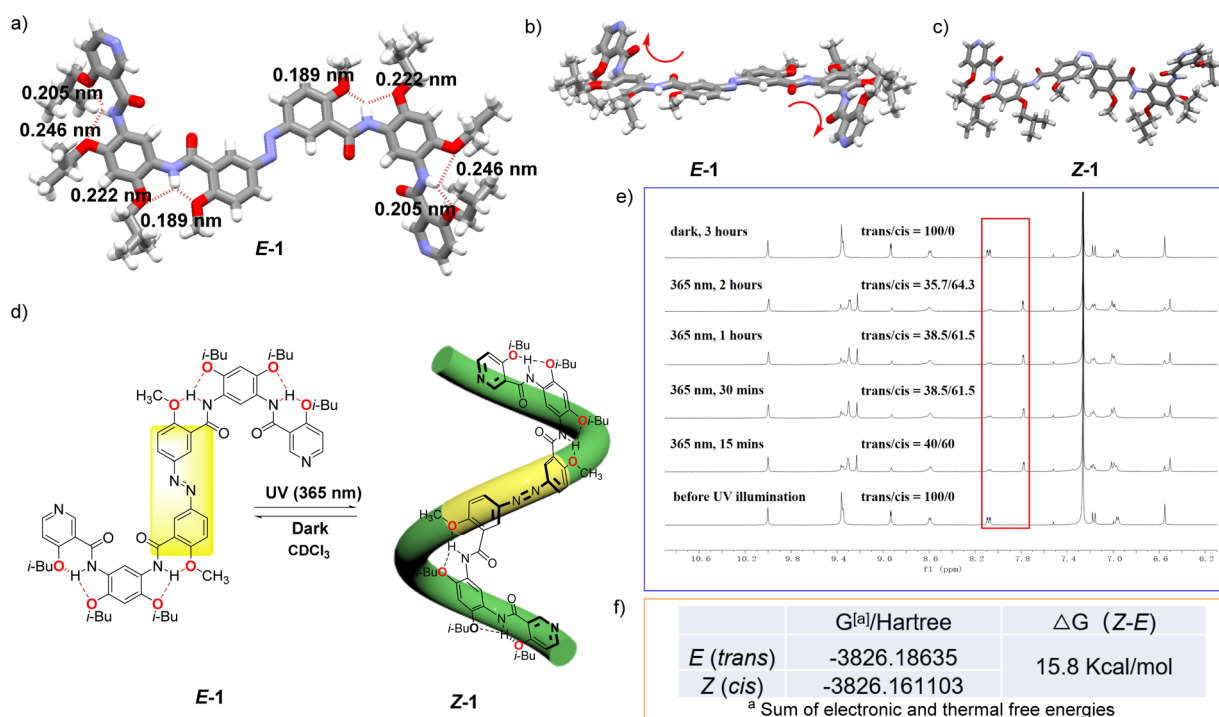 a)
0.205 nm
0.246 nm
0.222 nm
0.189 nm
0.189 nm
0.222 nm
0.246 nm
0.205 nm
E-1
b)
E-1
c)
Z-1
d)
i-Bu
i-Bu
O
H
O
H3C
O
N
H
N
O
i-Bu
O
O
N
N
N
N
O
O
i-BuO
H
N
N
H
O
CH3
O
O
i-Bu
i-Bu
E-1
UV (365 nm)
Dark
CDCl3
i-Bu
O
H
Oi-Bu
N
N
O
Oi-Bu
N
H
O
O
CH3
N=N
H3C
O
O
H
N
i-BuO
O
N
i-BuO
N
H
O
i-Bu
Z-1
e)
dark, 3 hours trans/cis = 100/0
365 nm, 2 hours trans/cis = 35.7/64.3
365 nm, 1 hours trans/cis = 38.5/61.5
365 nm, 30 mins trans/cis = 38.5/61.5
365 nm, 15 mins trans/cis = 40/60
before UV illumination trans/cis = 100/0
10.6 10.2 9.8 9.4 9.0 8.6 8.2 7.8 7.4 7.0 6.6 6.2
f1 (ppm)
f)
G[a]/Hartree △G (Z-E)
E (trans) -3826.18635 15.8 Kcal/mol
Z (cis) -3826.161103
a Sum of electronic and thermal free energies